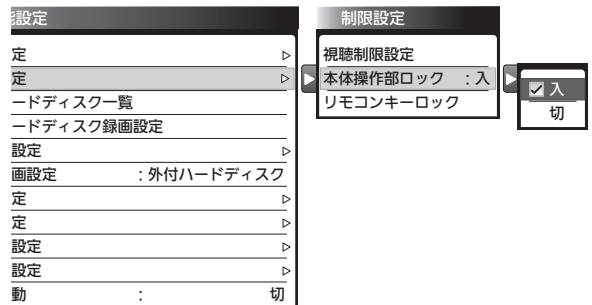 能設定
定
定
ードディスク一覧
ードディスク録画設定
設定
画設定 : 外付ハードディスク
定
定
設定
設定
動 : 切
制限設定
視聴制限設定
本体操作部ロック : 入
リモコンキーロック
入
切